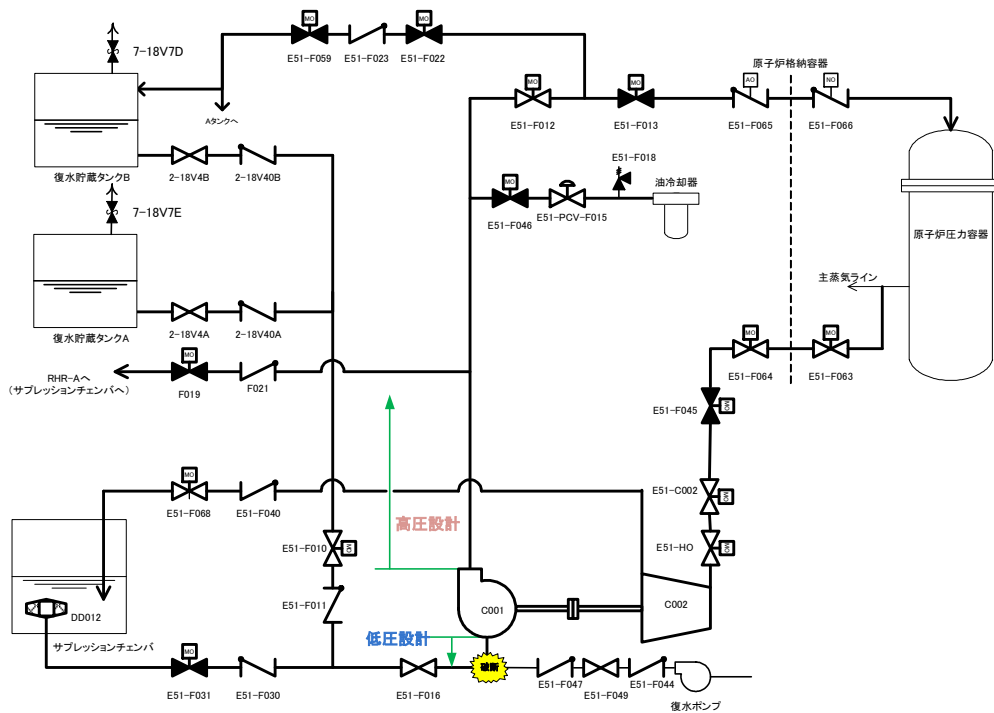 MO
MO
E51-F059
E51-F023
E51-F022
7-18V7D
Aタンクへ
復水貯蔵タンクB
2-18V4B
2-18V40B
原子炉格納容器
MO
MO
AO
NO
E51-F012
E51-F013
E51-F065
E51-F066
E51-F018
油冷却器
MO
E51-F046
E51-PCV-F015
原子炉圧力容器
7-18V7E
復水貯蔵タンクA
2-18V4A
2-18V40A
主蒸気ライン
MO
RHR-Aへ
(サプレッションチェンバへ)
F019
F021
AO
MO
E51-F064
E51-F063
E51-F045
MO
MO
E51-F068
E51-F040
高圧設計
E51-C002
MO
E51-F010
MO
E51-HO
MO
DD012
サプレッションチェンバ
E51-F011
C001
C002
低圧設計
破断
MO
E51-F031
E51-F030
E51-F016
E51-F047
E51-F049
E51-F044
復水ポンプ